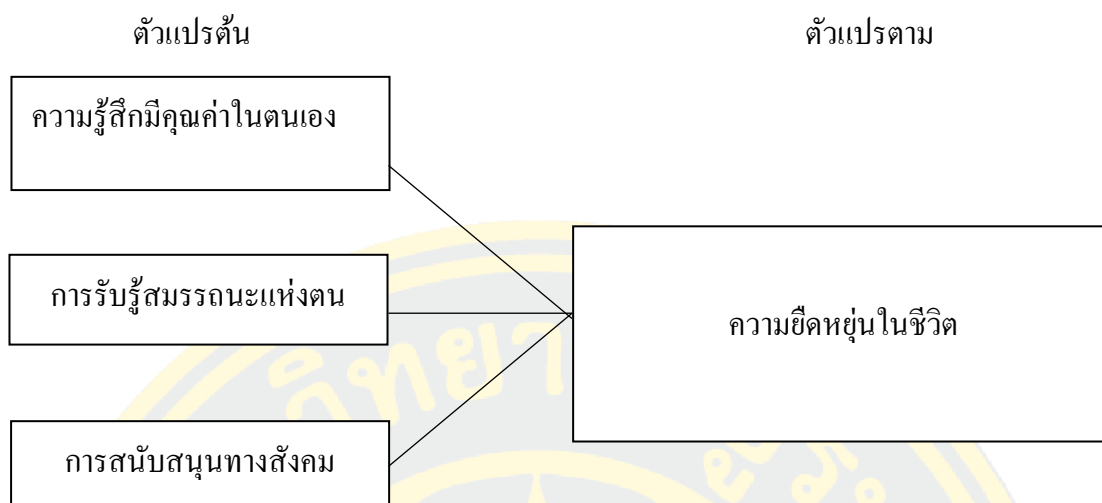 ตัวแปรต้น
ตัวแปรตาม
ความรู้สึกมีคุณค่าในตนเอง
การรับรู้สมรรถนะแห่งตน
ความยืดหยุ่นในชีวิต
การสนับสนุนทางสังคม